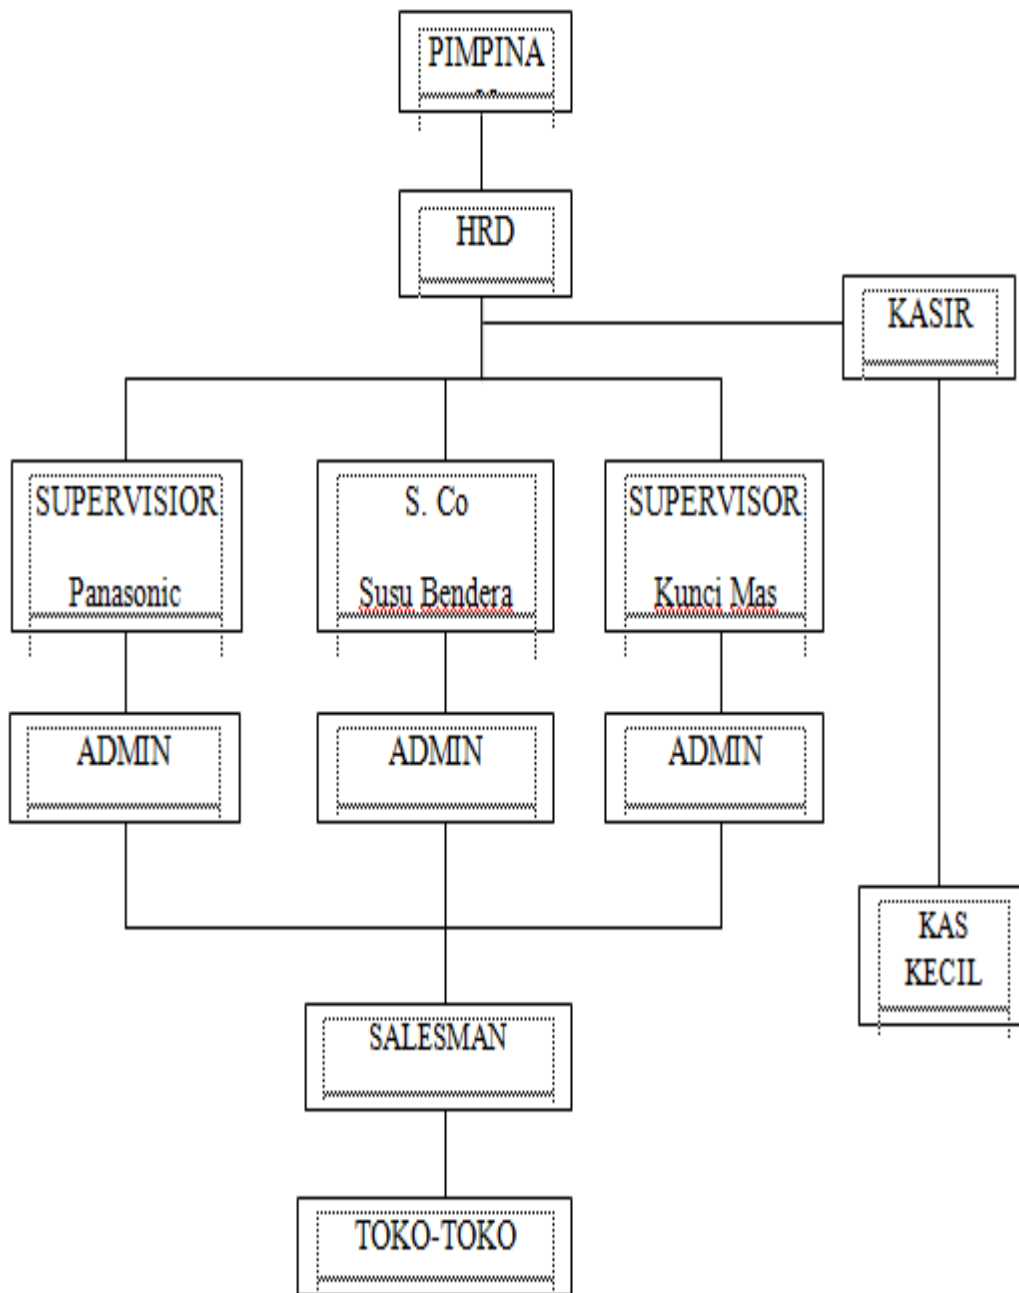 PIMPINA
HRD
KASIR
SUPERVISIOR
Panasonic
S. Co
Susu Bendera
SUPERVISOR
Kunci Mas
ADMIN
ADMIN
ADMIN
KAS
KECIL
SALESMAN
TOKO-TOKO